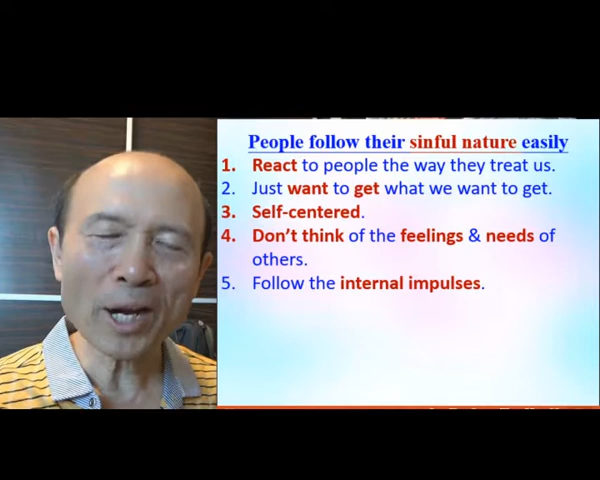 People follow their sinful nature easily
1. React to people the way they treat us.
2. Just want to get what we want to get.
3. Self-centered.
4. Don't think of the feelings & needs of
others.
5. Follow the internal impulses.